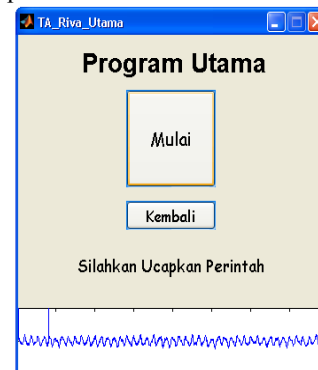 TA_Riva_Utama
Program Utama
Mulai
Kembali
Silahkan Ucapkan Perintah